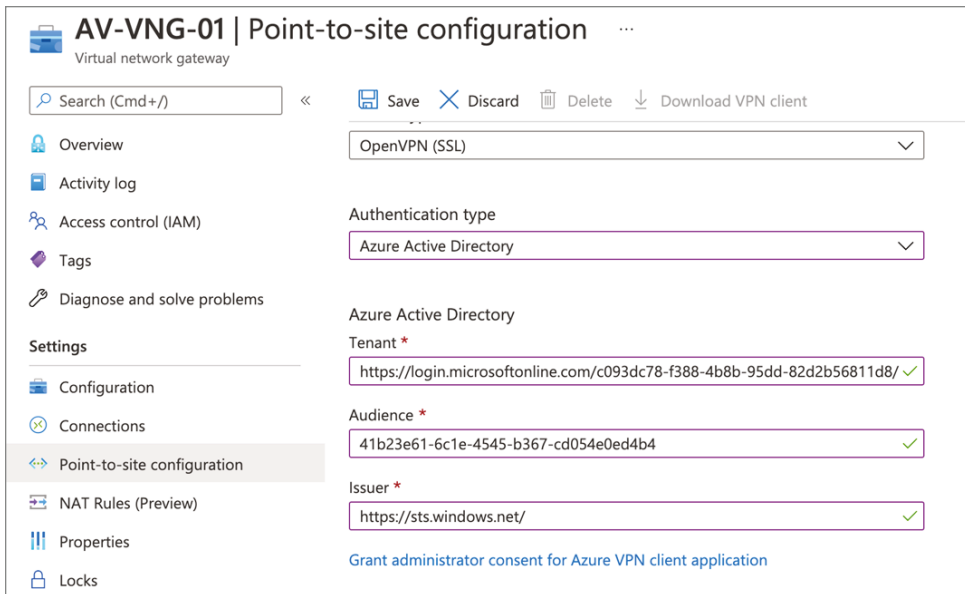 AV-VNG-01 | Point-to-site configuration ...
Virtual network gateway
Search (Cmd+/)
«
Save
Discard
Delete
Download VPN client
Overview
Activity log
Access control (IAM)
Tags
Diagnose and solve problems
Settings
Configuration
Connections
Point-to-site configuration
NAT Rules (Preview)
Properties
Locks
OpenVPN (SSL)
Authentication type
Azure Active Directory
Azure Active Directory
Tenant *
https://login.microsoftonline.com/c093dc78-f388-4b8b-95dd-82d2b56811d8/
Audience *
41b23e61-6c1e-4545-b367-cd054e0ed4b4
Issuer *
https://sts.windows.net/
Grant administrator consent for Azure VPN client application